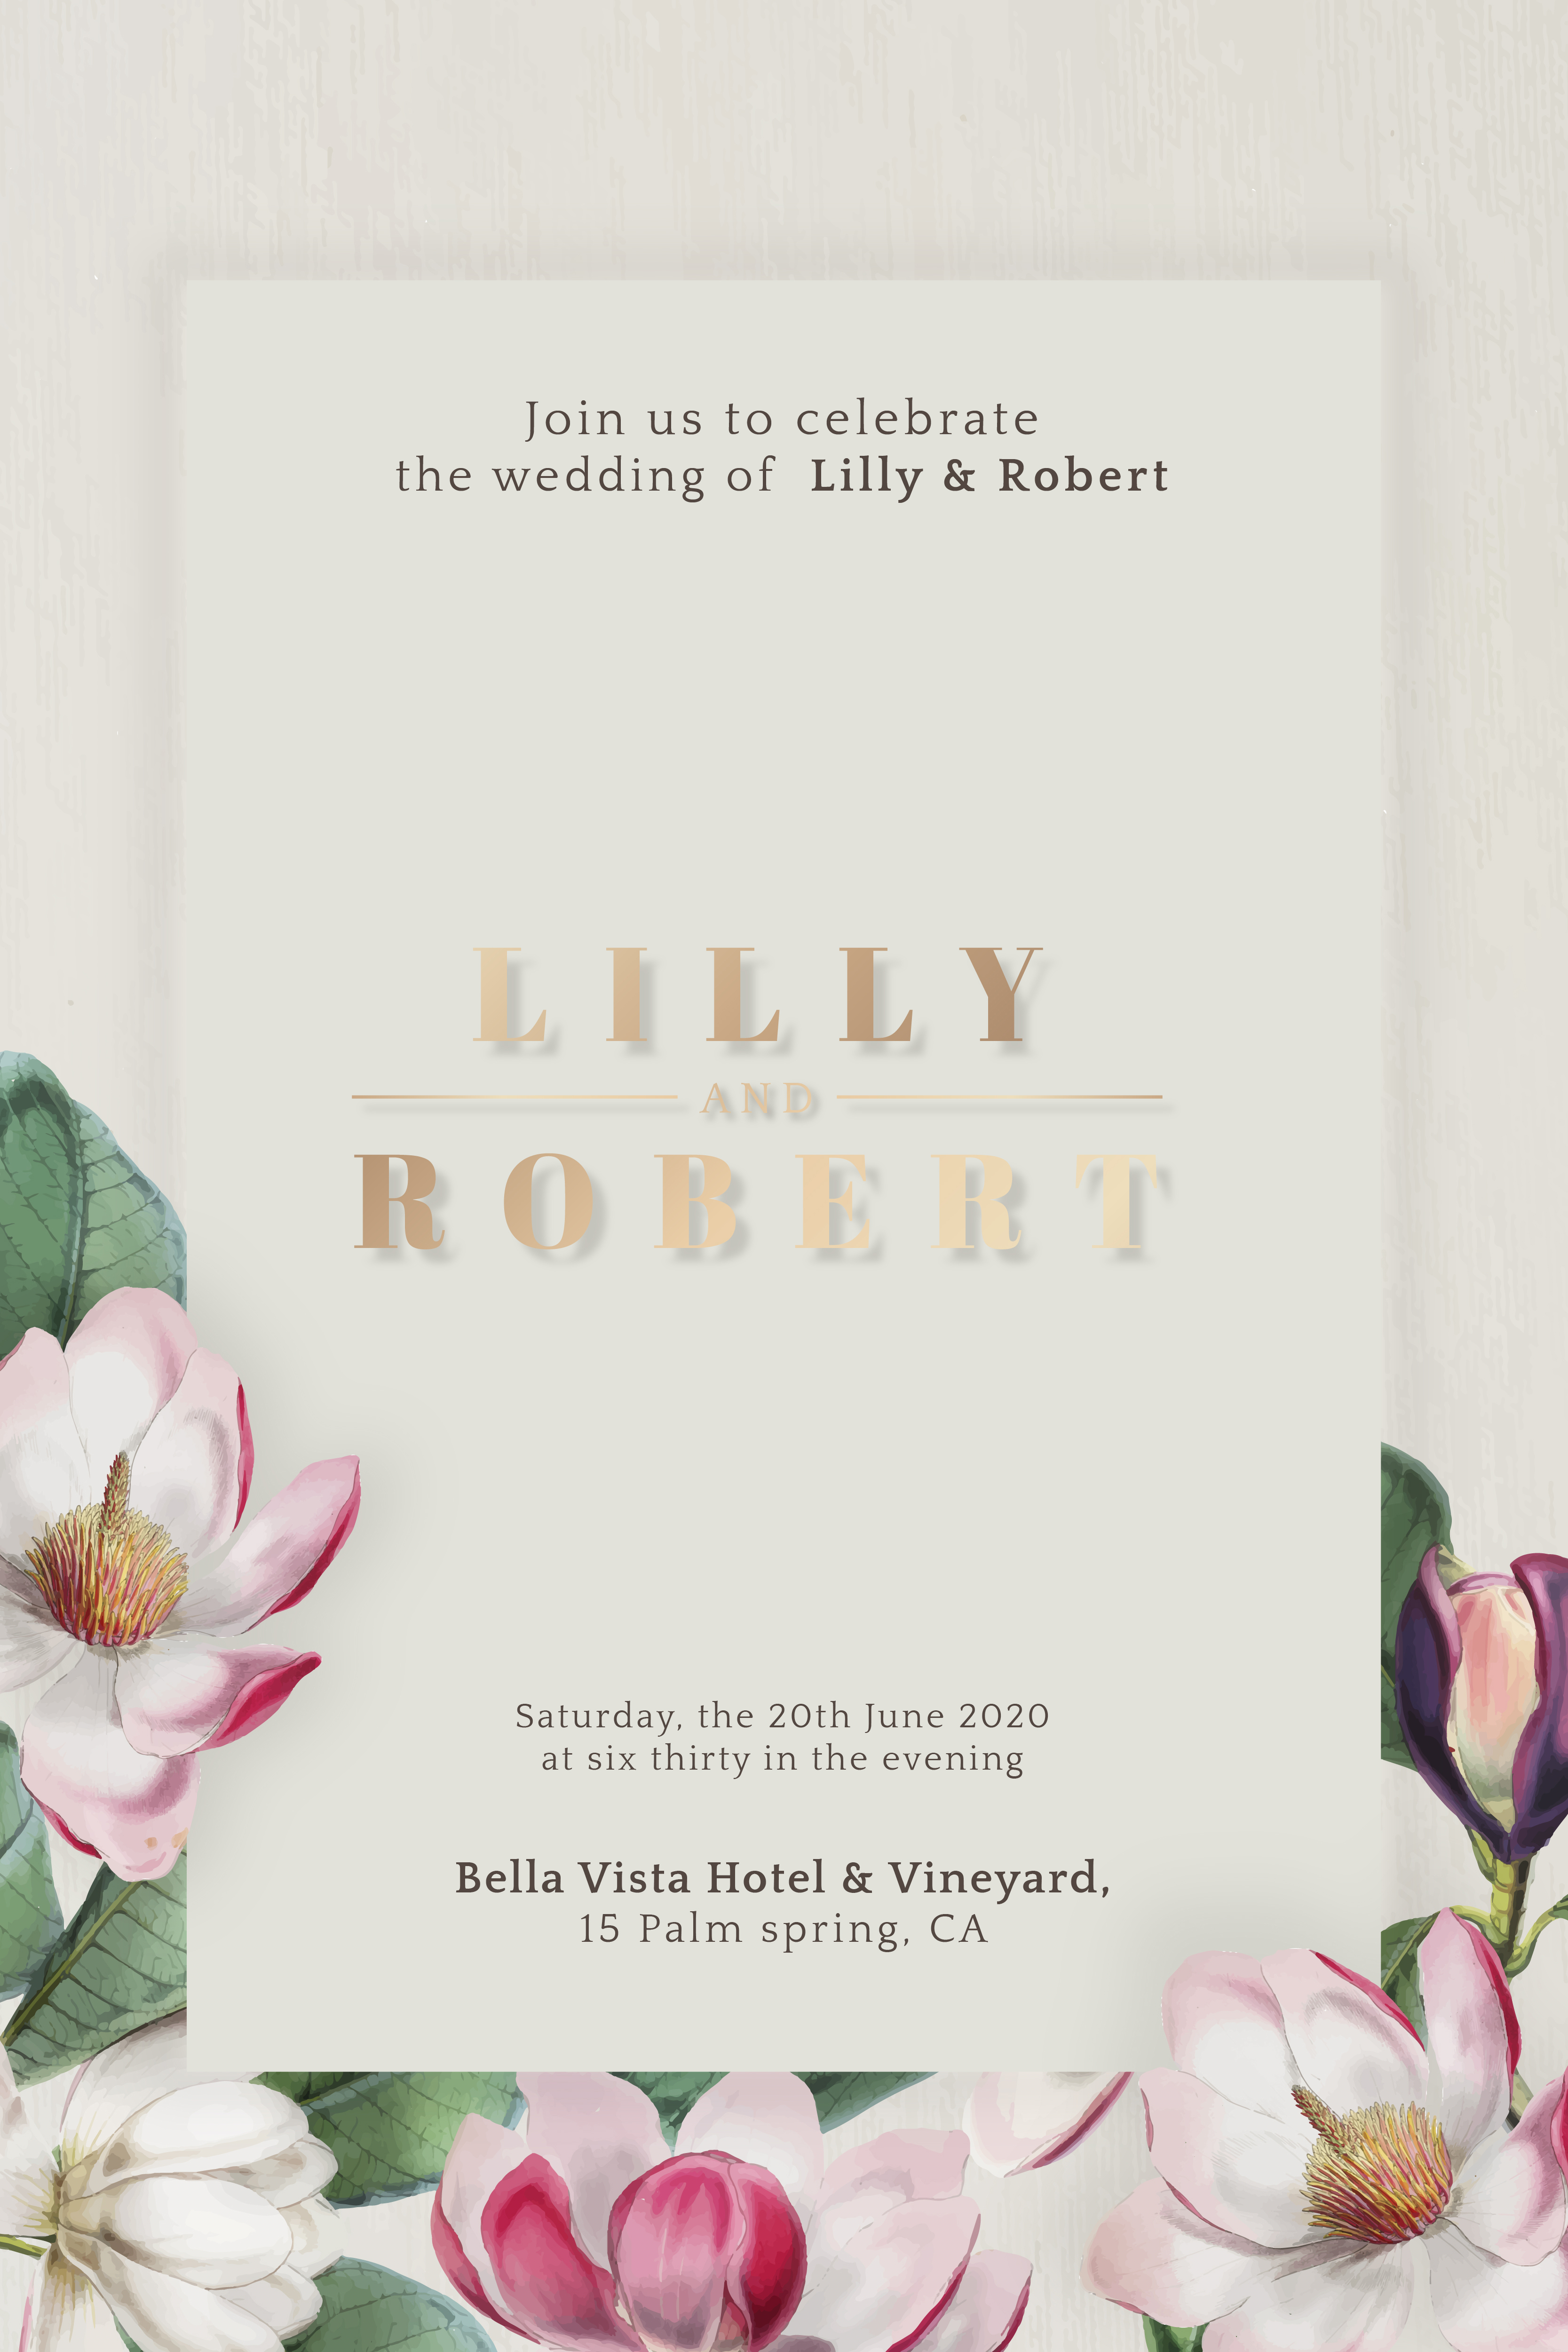 Join us to celebrate
the wedding of Lilly & Robert
LILLY
AND
ROBERT
Saturday, the 20th June 2020
at six thirty in the evening
Bella Vista Hotel & Vineyard,
15 Palm spring, CA